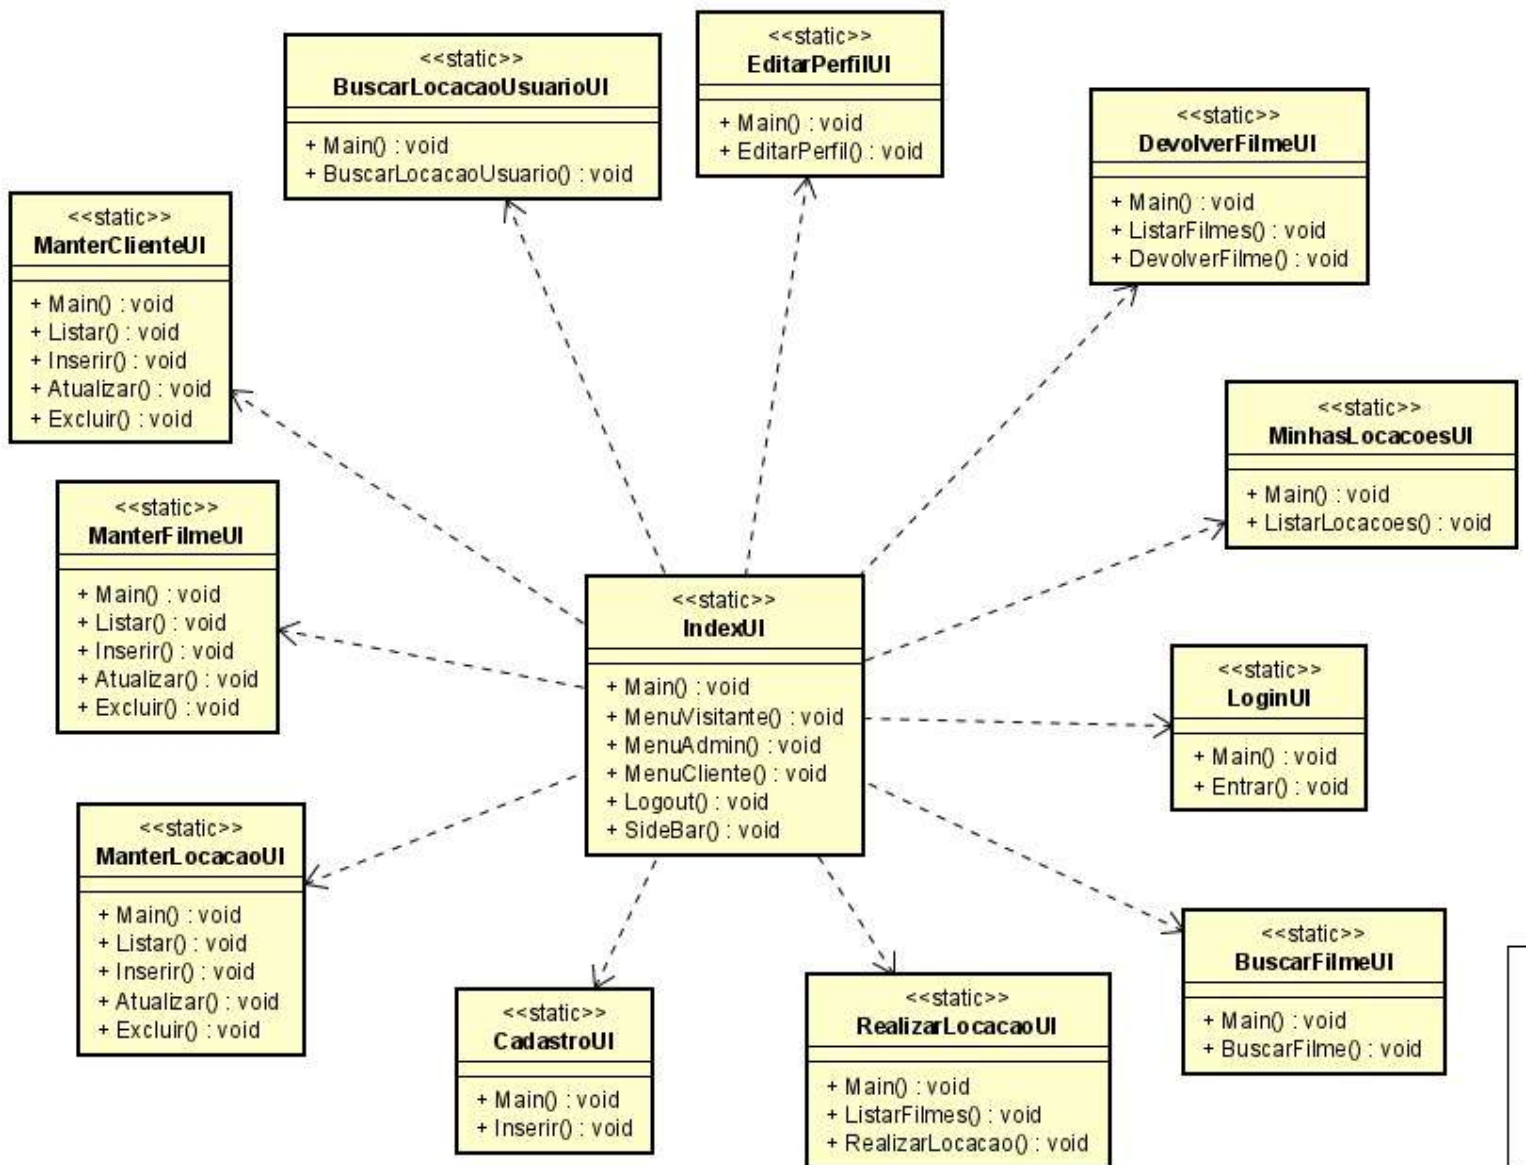 <<static>>
EditarPerfilUI
+ Main() : void
+ EditarPerfil() : void
<<static>>
BuscarLocacaoUsuarioUI
+ Main() : void
+ BuscarLocacaoUsuario() : void
<<static>>
DevolverFilmeUI
+ Main() : void
+ ListarFilmes() : void
+ DevolverFilme() : void
<<static>>
ManterClienteUI
+ Main() : void
+ Listar() : void
+ Inserir() : void
+ Atualizar() : void
+ Excluir() : void
<<static>>
MinhasLocacoesUI
+ Main() : void
+ ListarLocacoes() : void
<<static>>
ManterFilmeUI
+ Main() : void
+ Listar() : void
+ Inserir() : void
+ Atualizar() : void
+ Excluir() : void
<<static>>
IndexUI
+ Main() : void
+ MenuVisitante() : void
+ MenuAdmin() : void
+ MenuCliente() : void
+ Logout() : void
+ SideBar() : void
<<static>>
LoginUI
+ Main() : void
+ Entrar() : void
<<static>>
ManterLocacaoUI
+ Main() : void
+ Listar() : void
+ Inserir() : void
+ Atualizar() : void
+ Excluir() : void
<<static>>
BuscarFilmeUI
+ Main() : void
+ BuscarFilme() : void
<<static>>
CadastroUI
+ Main() : void
+ Inserir() : void
<<static>>
RealizarLocacaoUI
+ Main() : void
+ ListarFilmes() : void
+ RealizarLocacao() : void